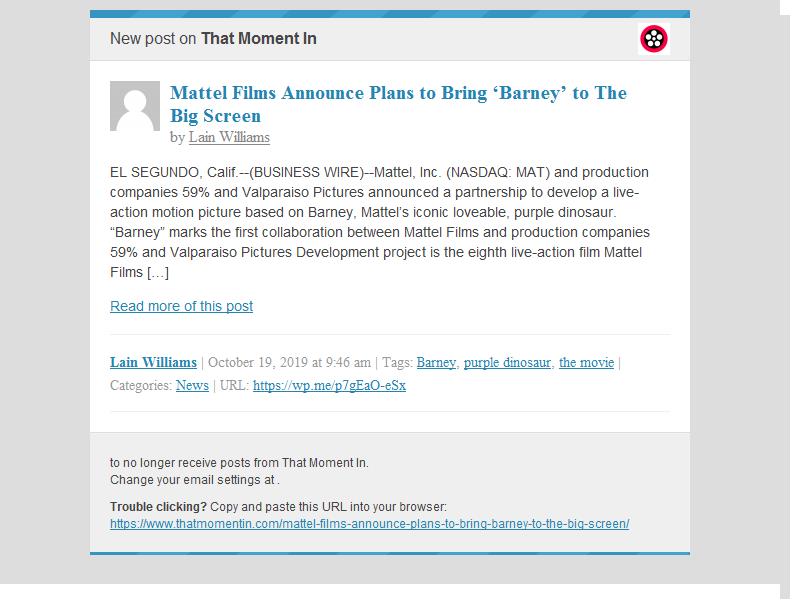 New post on That Moment In
Mattel Films Announce Plans to Bring ‘Barney’ to The
Big Screen
by Lain Williams
EL SEGUNDO, Calif.--(BUSINESS WIRE)--Mattel, Inc. (NASDAQ: MAT) and production
companies 59% and Valparaiso Pictures announced a partnership to develop a live-
action motion picture based on Barney, Mattel’s iconic loveable, purple dinosaur.
“Barney” marks the first collaboration between Mattel Films and production companies
59% and Valparaiso Pictures Development project is the eighth live-action film Mattel
Films […]
Read more of this post
Lain Williams | October 19, 2019 at 9:46 am | Tags: Barney, purple dinosaur, the movie |
Categories: News | URL: https://wp.me/p7gEaO-eSx
to no longer receive posts from That Moment In.
Change your email settings at .
Trouble clicking? Copy and paste this URL into your browser:
https://www.thatmomentin.com/mattel-films-announce-plans-to-bring-barney-to-the-big-screen/